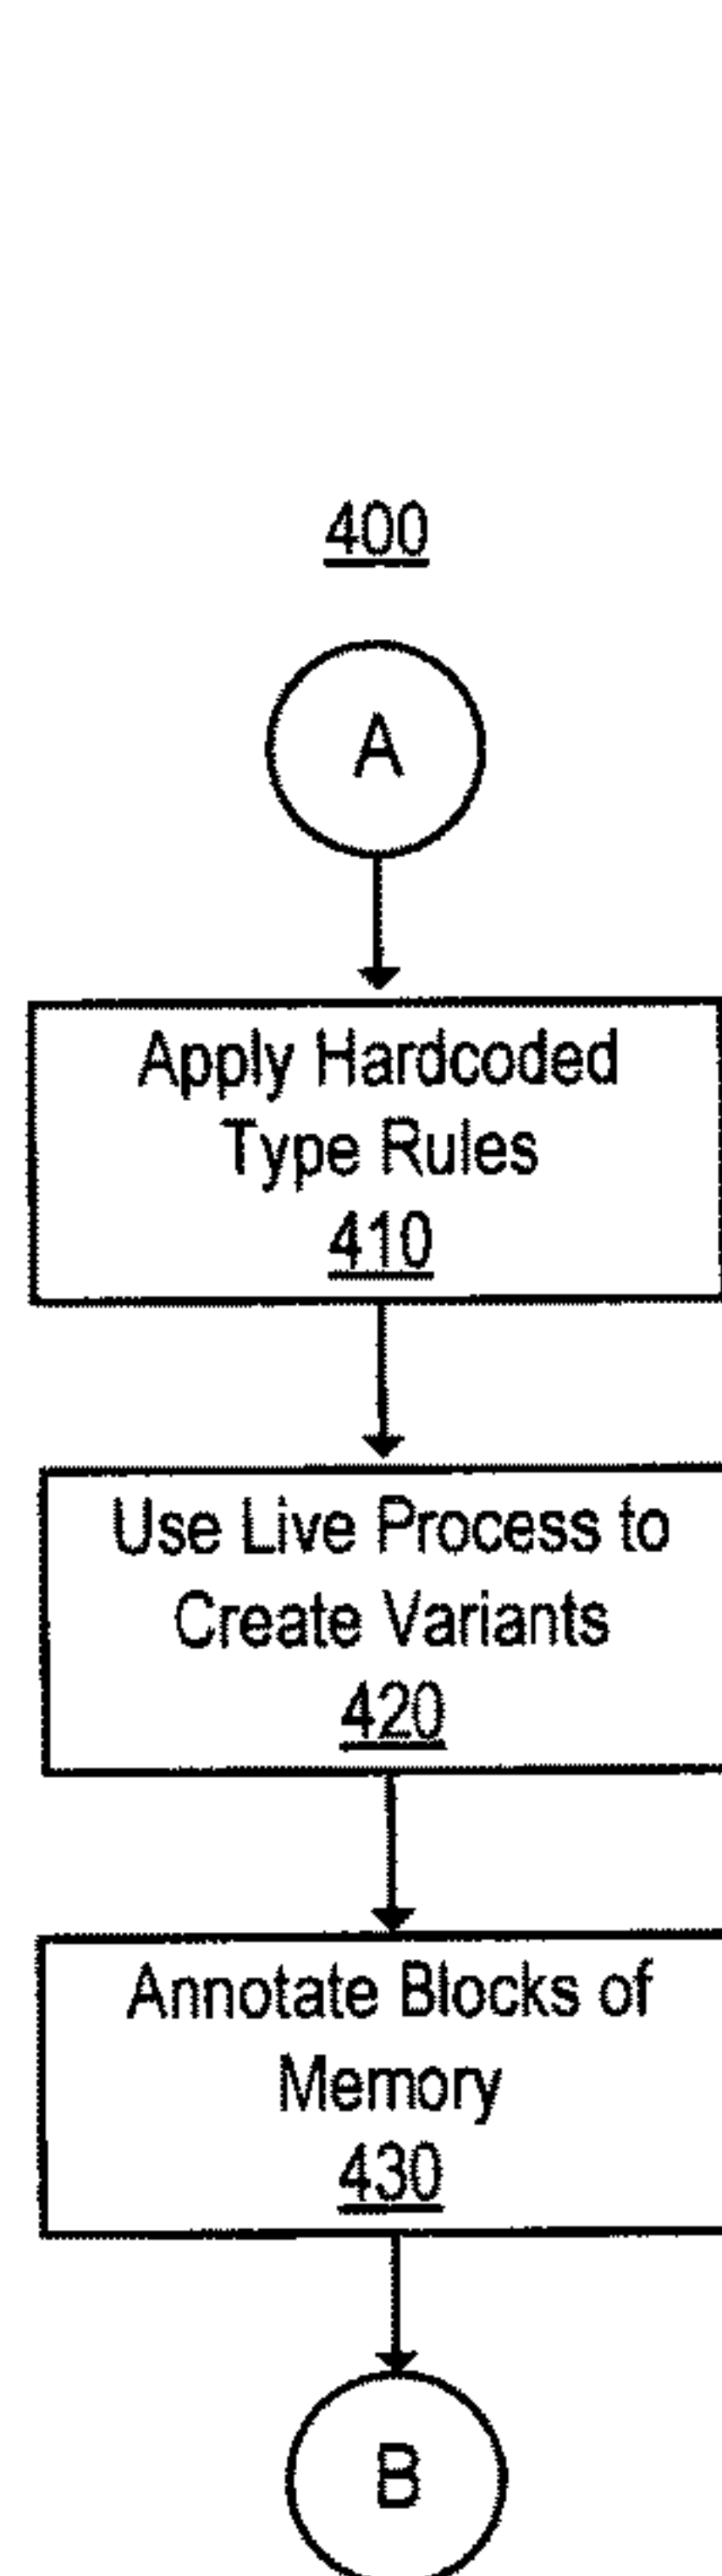 400
A
Apply Hardcoded
Type Rules
410
Use Live Process to
Create Variants
420
Annotate Blocks of
Memory
430
B